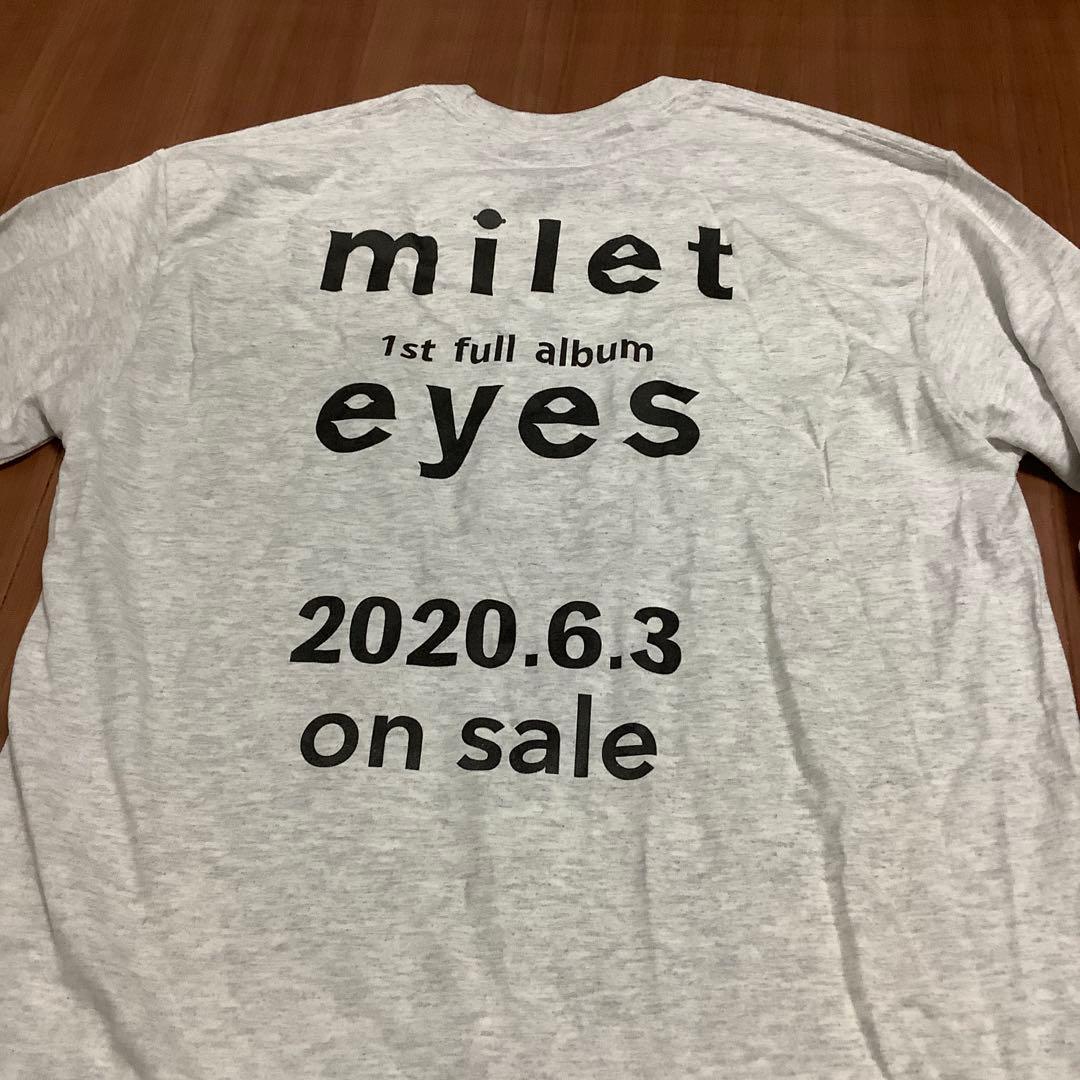 milet
1st full album
eyes
2020.6.3
on sale